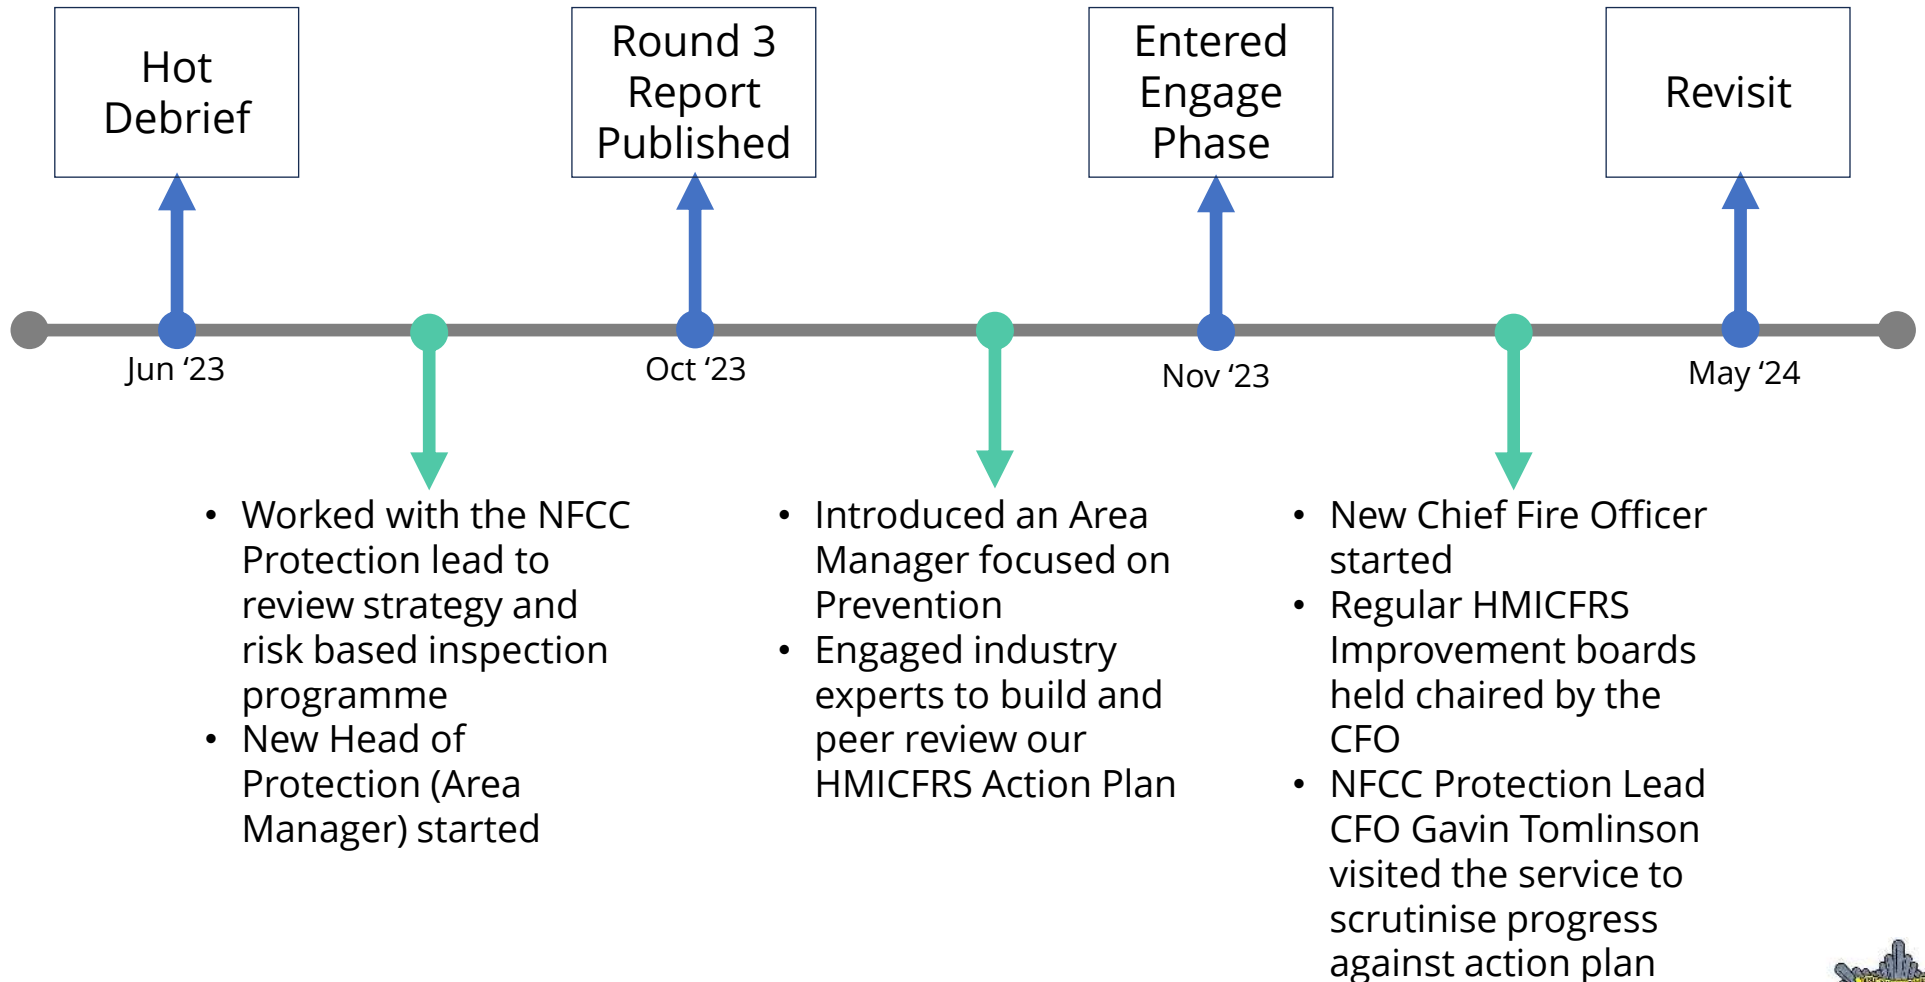 Hot
Debrief
Round 3
Report
Published
Entered
Engage
Phase
Revisit
Jun ‘23
Oct ‘23
Nov ‘23
May ‘24
• Worked with the NFCC
Protection lead to
review strategy and
risk based inspection
programme
• New Head of
Protection (Area
Manager) started
• Introduced an Area
Manager focused on
Prevention
• Engaged industry
experts to build and
peer review our
HMICFRS Action Plan
• New Chief Fire Officer
started
• Regular HMICFRS
Improvement boards
held chaired by the
CFO
• NFCC Protection Lead
CFO Gavin Tomlinson
visited the service to
scrutinise progress
against action plan